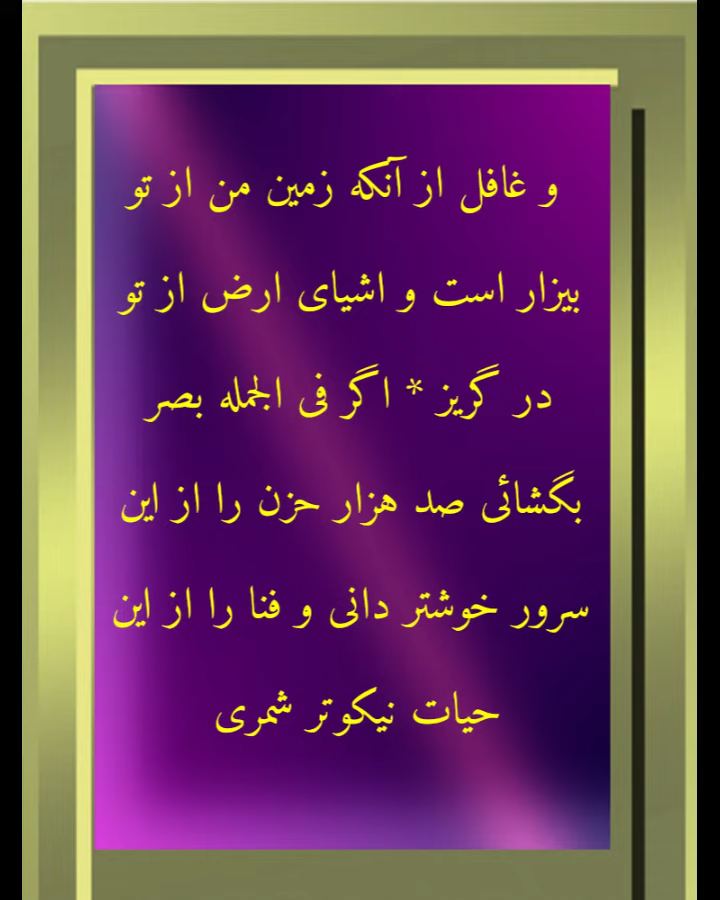 و غافل از آنکه زمین من از تو
بیزار است و اشیای ارض از تو
در گریز * اگر فی الجمله بصر
بگشائی صد هزار حزن را از این
سرور خوشتر دانی و فنا را از این
حیات نیکوتر شمری